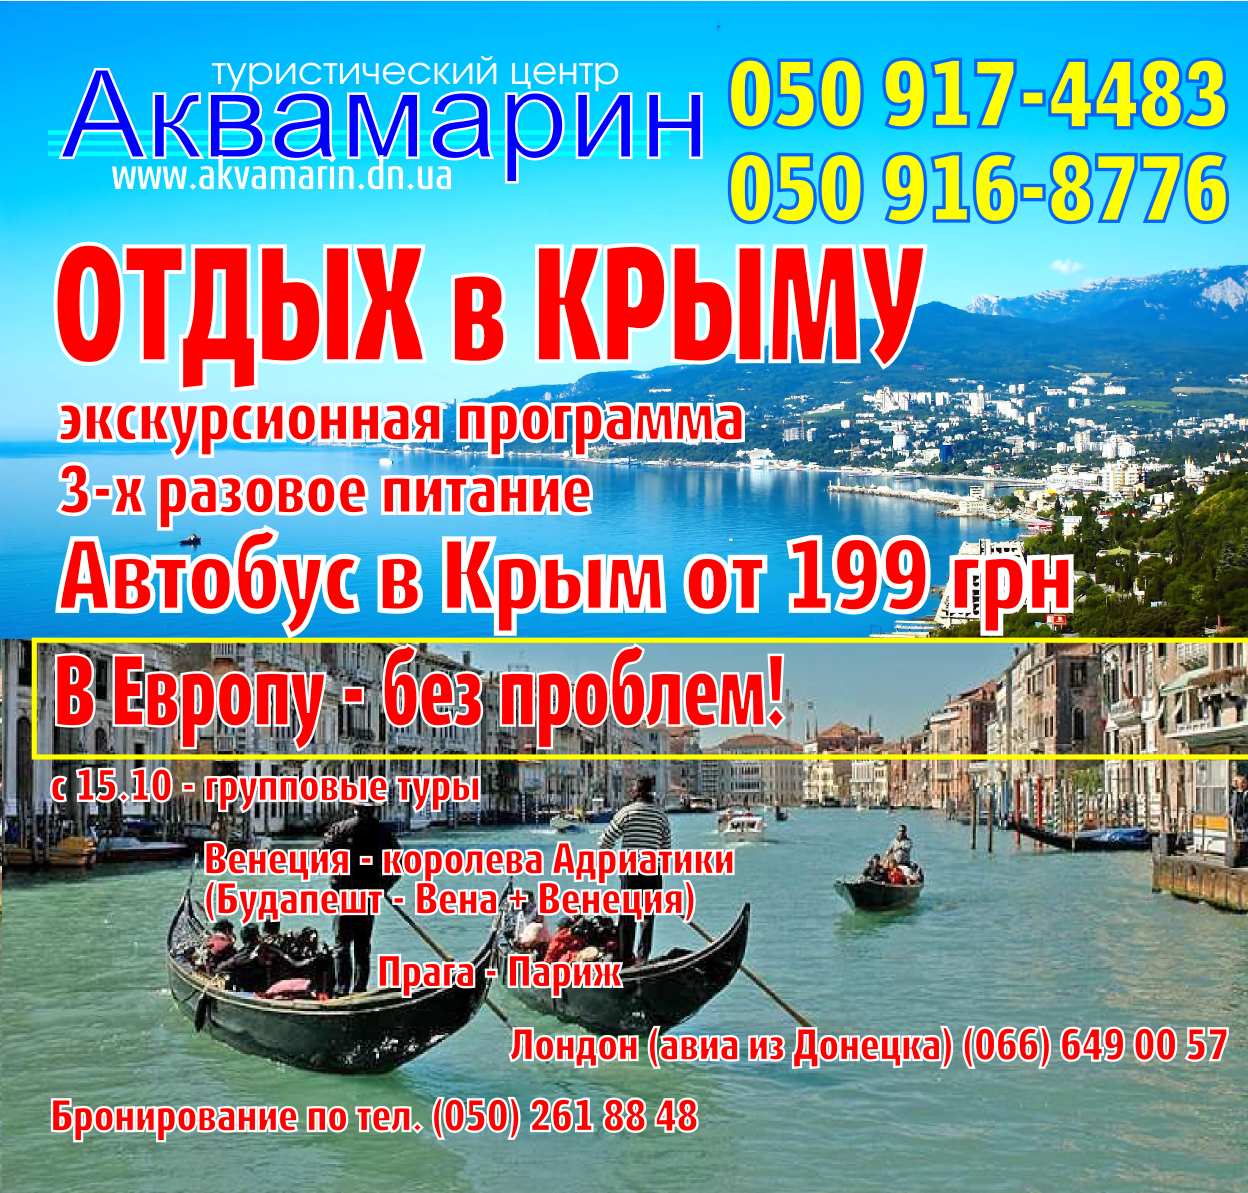 туристический центр
Аквамарин
www.akvamarin.dn.ua
050 917-4483
050 916-8776
ОТДЫХ в КРЫМУ
экскурсионная программа
3-х разовое питание
Автобус в Крым от 199 грн
В Европу - без проблем!
с 15.10 - групповые туры
Венеция - королева Адриатики
(Будапешт - Вена + Венеция)
Прага - Париж
Лондон (авиа из Донецка) (066) 649 00 57
Бронирование по тел. (050) 261 88 48